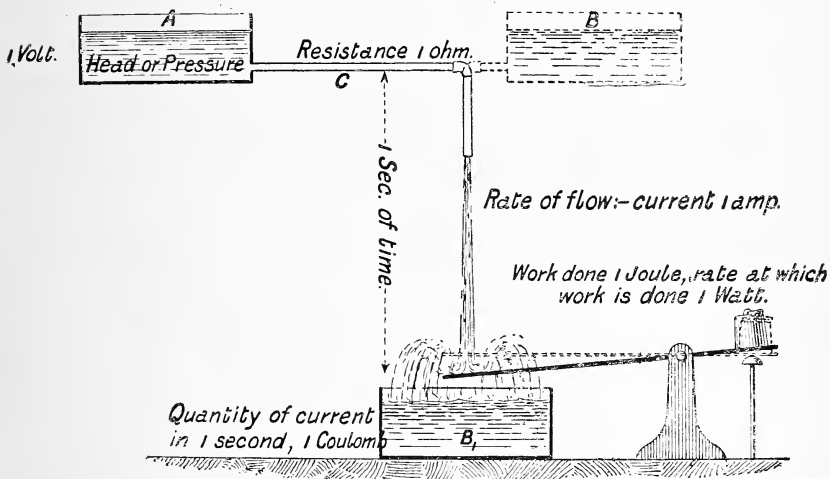 A
B
1 Volt.
Resistance 1 ohm.
Head or Pressure
C
1 Sec. of time.
Rate of flow:- current 1 amp.
Work done 1 Joule, rate at which
work is done 1 Watt.
Quantity of current
in 1 second, 1 Coulomb
B1